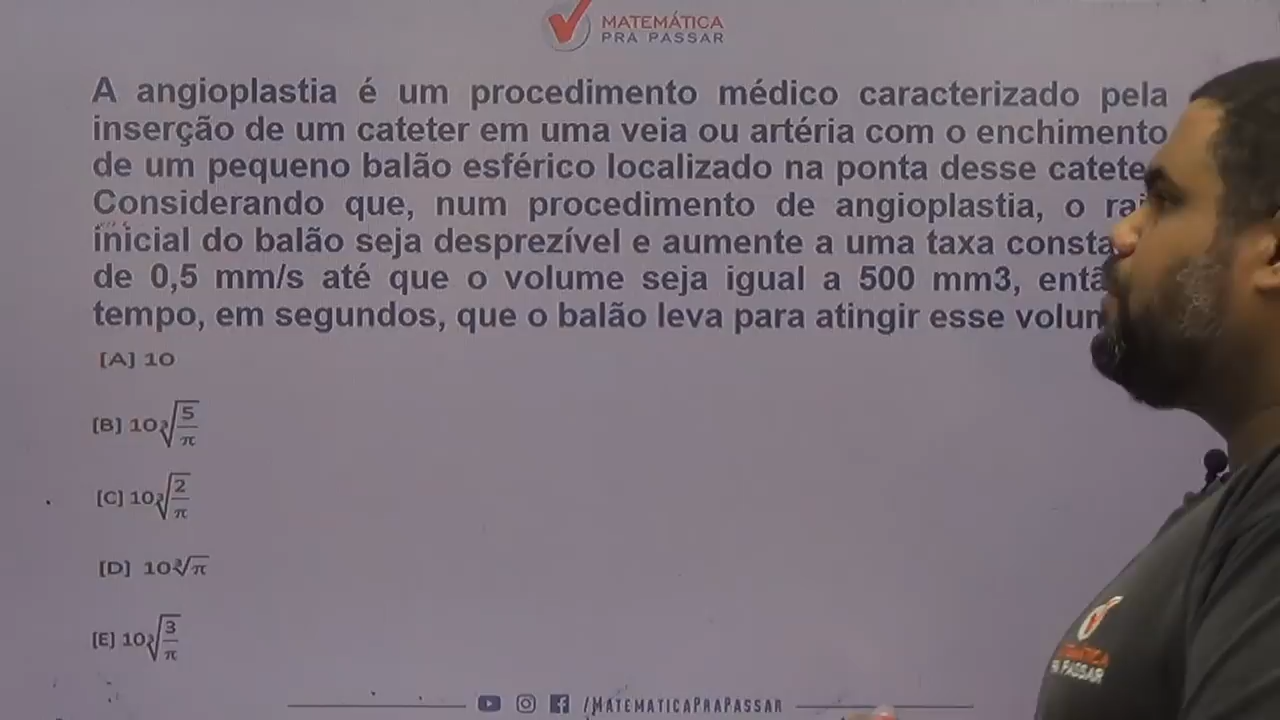 MATEMÁTICA
PRA PASSAR
A angioplastia é um procedimento médico caracterizado pela
inserção de um cateter em uma veia ou artéria com o enchimento
de um pequeno balão esférico localizado na ponta desse
Considerando que, num procedimento de angioplastia, o
inicial do balão seja desprezível e aumente a uma taxa
de 0,5 mm/s até que o volume seja igual a 500 mm3,
tempo, em segundos, que o balão leva para atingir esse
[A] 10
[B] 10∛(5/π)
[C] 10∛(2/π)
[D] 10∛π
[E] 10∛(3/π)
PASSAR
/MATEMATICAPRAPASSAR